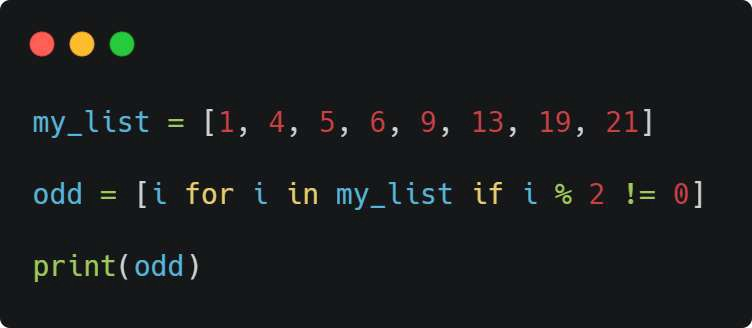 my_list = [1, 4, 5, 6, 9, 13, 19, 21]
odd = [i for i in my_list if i % 2 != 0]
print(odd)